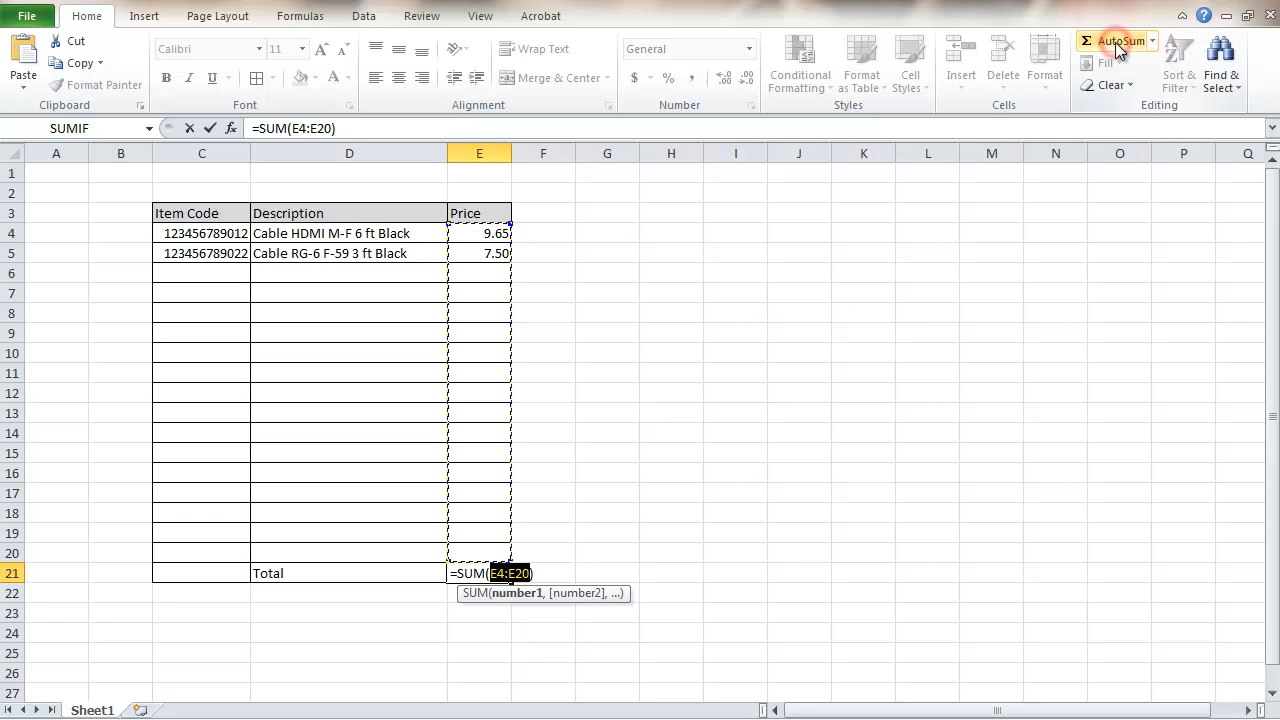 File Home Insert Page Layout Formulas Data Review View Acrobat
Paste Cut Copy Format Painter Clipboard
Calibri 11 B I U A A A Font
Wrap Text Merge & Center Alignment
General $ % , .0 .00 .00 .0 Number
Conditional Formatting Format as Table Cell Styles Styles
Insert Delete Format Cells
Σ AutoSum Fill Clear Sort & Filter Find & Select Editing
SUMIF fx =SUM(E4:E20)
A B C D E F G H I J K L M N O P Q
1
2
3 Item Code Description Price
4 123456789012 Cable HDMI M-F 6 ft Black 9.65
5 123456789022 Cable RG-6 F-59 3 ft Black 7.50
6
7
8
9
10
11
12
13
14
15
16
17
18
19
20
21 Total =SUM(E4:E20)
22 SUM(number1, [number2], ...)
23
24
25
26
27
Sheet1